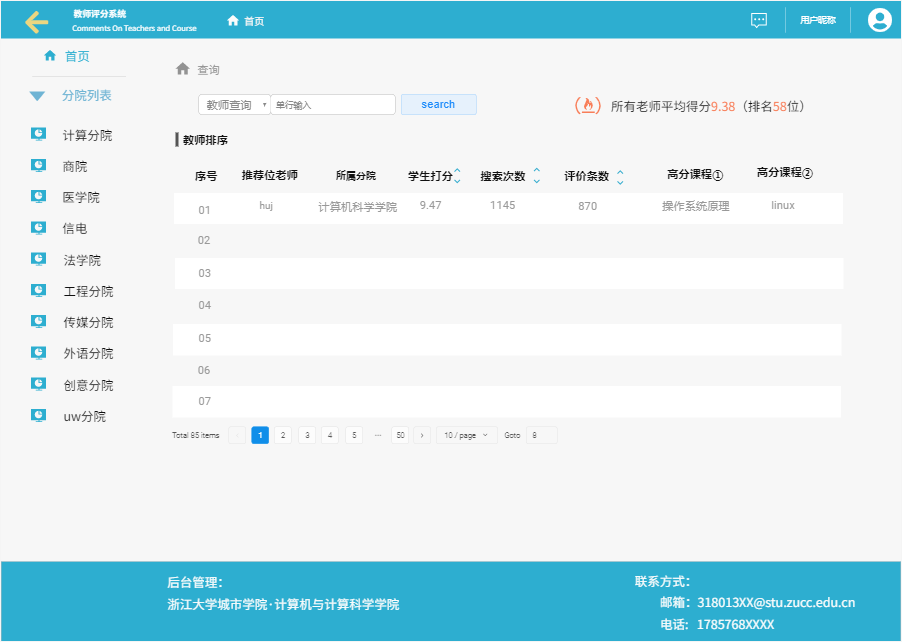 教师评分系统
Comments On Teachers and Course
首页
用户昵称
首页
分院列表
计算分院
商院
医学院
信电
法学院
工程分院
传媒分院
外语分院
创意分院
uw分院
查询
教师查询 单行输入 search
所有老师平均得分9.38（排名58位）
教师排序
序号 推荐位老师 所属分院 学生打分 搜索次数 评价条数 高分课程① 高分课程②
01 huj 计算机科学学院 9.47 1145 870 操作系统原理 linux
02
03
04
05
06
07
Total 85 items ‹ 1 2 3 4 5 ··· 50 › 10 / page Goto 8
后台管理：
浙江大学城市学院·计算机与计算科学学院
联系方式：
邮箱：318013XX@stu.zucc.edu.cn
电话：1785768XXXX